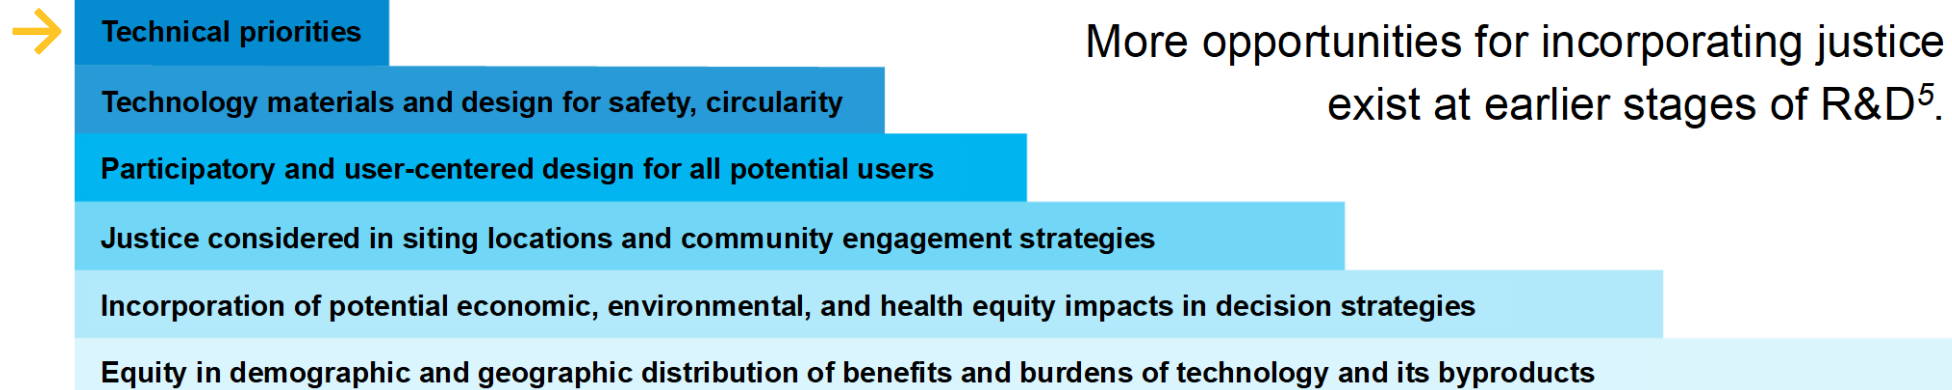 Technical priorities
Technology materials and design for safety, circularity
Participatory and user-centered design for all potential users
Justice considered in siting locations and community engagement strategies
Incorporation of potential economic, environmental, and health equity impacts in decision strategies
Equity in demographic and geographic distribution of benefits and burdens of technology and its byproducts
More opportunities for incorporating justice
exist at earlier stages of R&D⁵.